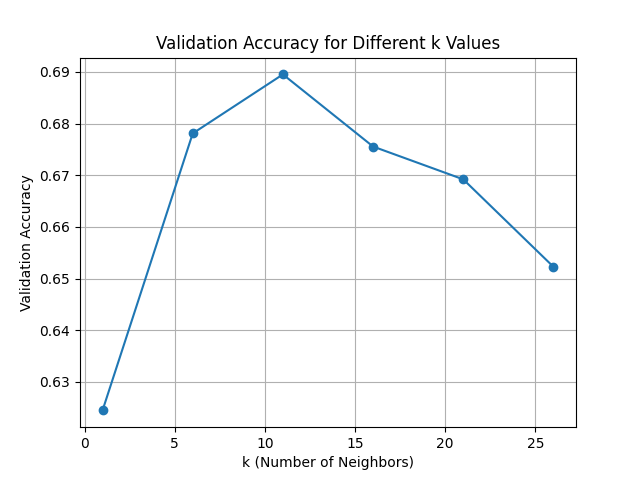 Validation Accuracy for Different k Values
0.69
0.68
0.67
0.66
0.65
0.64
0.63
Validation Accuracy
0 5 10 15 20 25
k (Number of Neighbors)